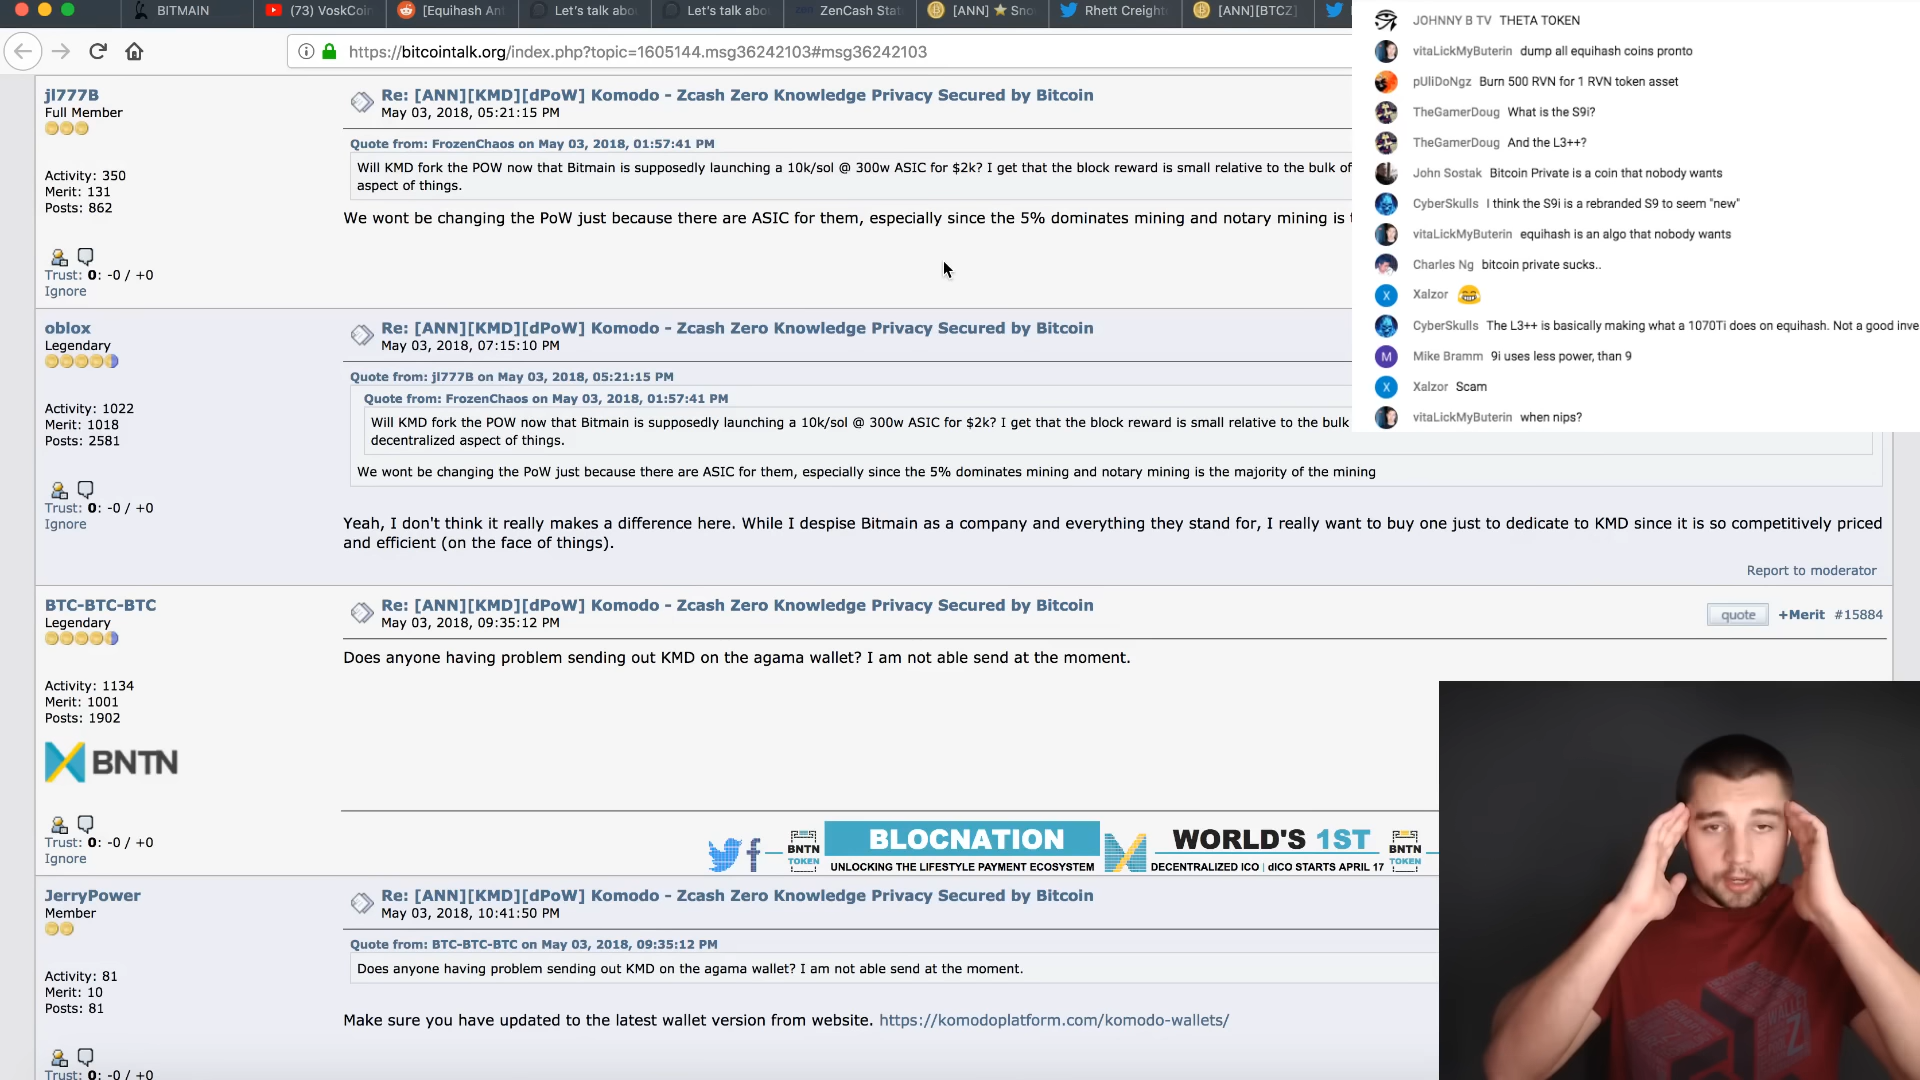 BITMAIN
(73) VoskCoin
[Equihash An
Let's talk abo
Let's talk abo
ZenCash Stat
[ANN] ★ Sno
Rhett Creight
[ANN][BTCZ]
https://bitcointalk.org/index.php?topic=1605144.msg36242103#msg36242103
jl777B
Full Member
Activity: 350
Merit: 131
Posts: 862
Trust: 0: -0 / +0
Ignore
Re: [ANN][KMD][dPoW] Komodo - Zcash Zero Knowledge Privacy Secured by Bitcoin
May 03, 2018, 05:21:15 PM
Quote from: FrozenChaos on May 03, 2018, 01:57:41 PM
Will KMD fork the POW now that Bitmain is supposedly launching a 10k/sol @ 300w ASIC for $2k? I get that the block reward is small relative to the bulk of
aspect of things.
We wont be changing the PoW just because there are ASIC for them, especially since the 5% dominates mining and notary mining is
oblox
Legendary
Activity: 1022
Merit: 1018
Posts: 2581
Trust: 0: -0 / +0
Ignore
Re: [ANN][KMD][dPoW] Komodo - Zcash Zero Knowledge Privacy Secured by Bitcoin
May 03, 2018, 07:15:10 PM
Quote from: jl777B on May 03, 2018, 05:21:15 PM
Quote from: FrozenChaos on May 03, 2018, 01:57:41 PM
Will KMD fork the POW now that Bitmain is supposedly launching a 10k/sol @ 300w ASIC for $2k? I get that the block reward is small relative to the bulk
decentralized aspect of things.
We wont be changing the PoW just because there are ASIC for them, especially since the 5% dominates mining and notary mining is the majority of the mining
Yeah, I don't think it really makes a difference here. While I despise Bitmain as a company and everything they stand for, I really want to buy one just to dedicate to KMD since it is so competitively priced
and efficient (on the face of things).
Report to moderator
BTC-BTC-BTC
Legendary
Activity: 1134
Merit: 1001
Posts: 1902
BNTN
Trust: 0: -0 / +0
Ignore
Re: [ANN][KMD][dPoW] Komodo - Zcash Zero Knowledge Privacy Secured by Bitcoin
May 03, 2018, 09:35:12 PM
quote +Merit #15884
Does anyone having problem sending out KMD on the agama wallet? I am not able send at the moment.
BNTN
TOKEN
BLOCNATION
UNLOCKING THE LIFESTYLE PAYMENT ECOSYSTEM
WORLD'S 1ST
DECENTRALIZED ICO | dICO STARTS APRIL 17
BNTN
TOKEN
JerryPower
Member
Activity: 81
Merit: 10
Posts: 81
Trust: 0: -0 / +0
Re: [ANN][KMD][dPoW] Komodo - Zcash Zero Knowledge Privacy Secured by Bitcoin
May 03, 2018, 10:41:50 PM
Quote from: BTC-BTC-BTC on May 03, 2018, 09:35:12 PM
Does anyone having problem sending out KMD on the agama wallet? I am not able send at the moment.
Make sure you have updated to the latest wallet version from website. https://komodoplatform.com/komodo-wallets/
JOHNNY B TV THETA TOKEN
vitaLickMyButerin dump all equihash coins pronto
pUliDoNgz Burn 500 RVN for 1 RVN token asset
TheGamerDoug What is the S9i?
TheGamerDoug And the L3++?
John Sostak Bitcoin Private is a coin that nobody wants
CyberSkulls I think the S9i is a rebranded S9 to seem "new"
vitaLickMyButerin equihash is an algo that nobody wants
Charles Ng bitcoin private sucks..
X Xalzor 😂
CyberSkulls The L3++ is basically making what a 1070Ti does on equihash. Not a good inve
M Mike Bramm 9i uses less power, than 9
X Xalzor Scam
vitaLickMyButerin when nips?